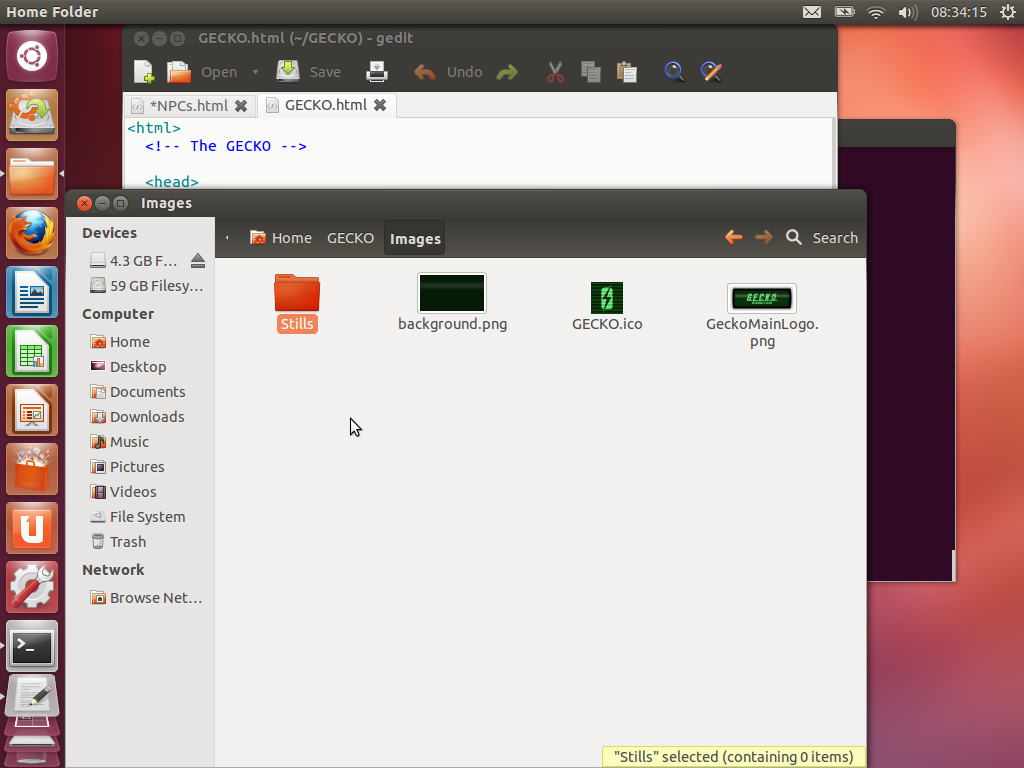 Home Folder
08:34:15
GECKO.html (~/GECKO) - gedit
Open
Save
Undo
*NPCs.html
GECKO.html
<html>
<!-- The GECKO -->
<head>
Images
Devices
4.3 GB F...
59 GB Filesy...
Computer
Home
Desktop
Documents
Downloads
Music
Pictures
Videos
File System
Trash
Network
Browse Net...
Home
GECKO
Images
Search
Stills
background.png
GECKO.ico
G.E.C.K.O.
GeckoMainLogo.
png
"Stills" selected (containing 0 items)